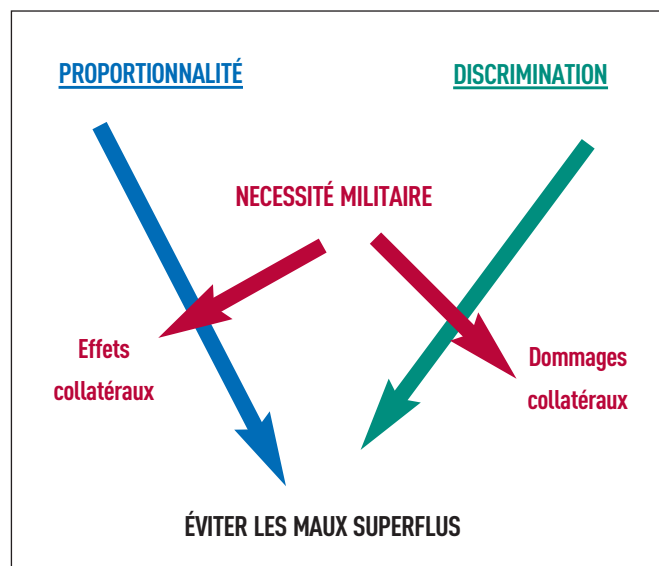 PROPORTIONNALITÉ
DISCRIMINATION
NECESSITÉ MILITAIRE
Effets
collatéraux
Dommages
collatéraux
ÉVITER LES MAUX SUPERFLUS